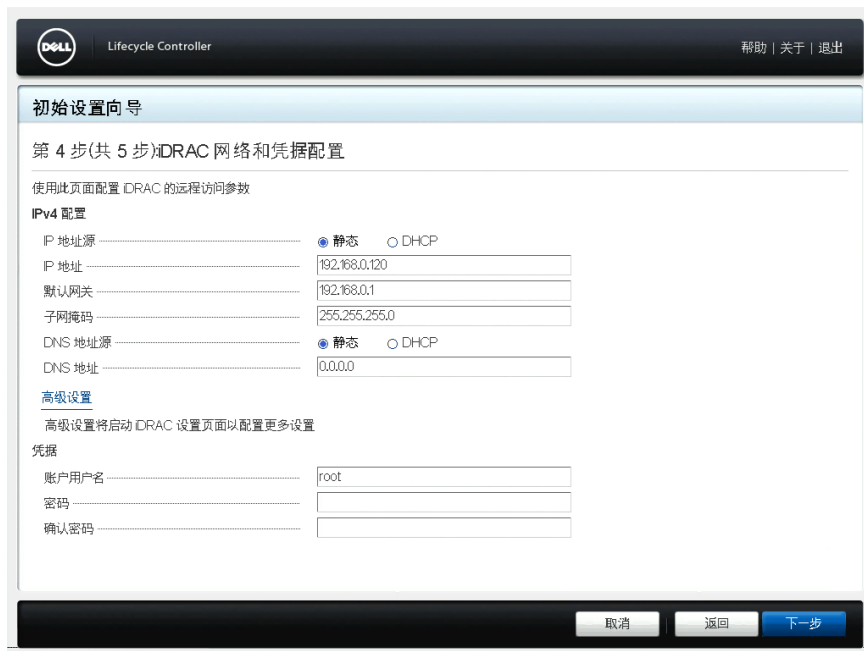 DELL Lifecycle Controller 帮助 | 关于 | 退出
初始设置向导
第 4 步(共 5 步):iDRAC 网络和凭据配置
使用此页面配置 iDRAC 的远程访问参数
IPv4 配置
IP 地址源 静态 DHCP
IP 地址 192.168.0.120
默认网关 192.168.0.1
子网掩码 255.255.255.0
DNS 地址源 静态 DHCP
DNS 地址 0.0.0.0
高级设置
高级设置将启动 iDRAC 设置页面以配置更多设置
凭据
账户用户名 root
密码
确认密码
取消 返回 下一步